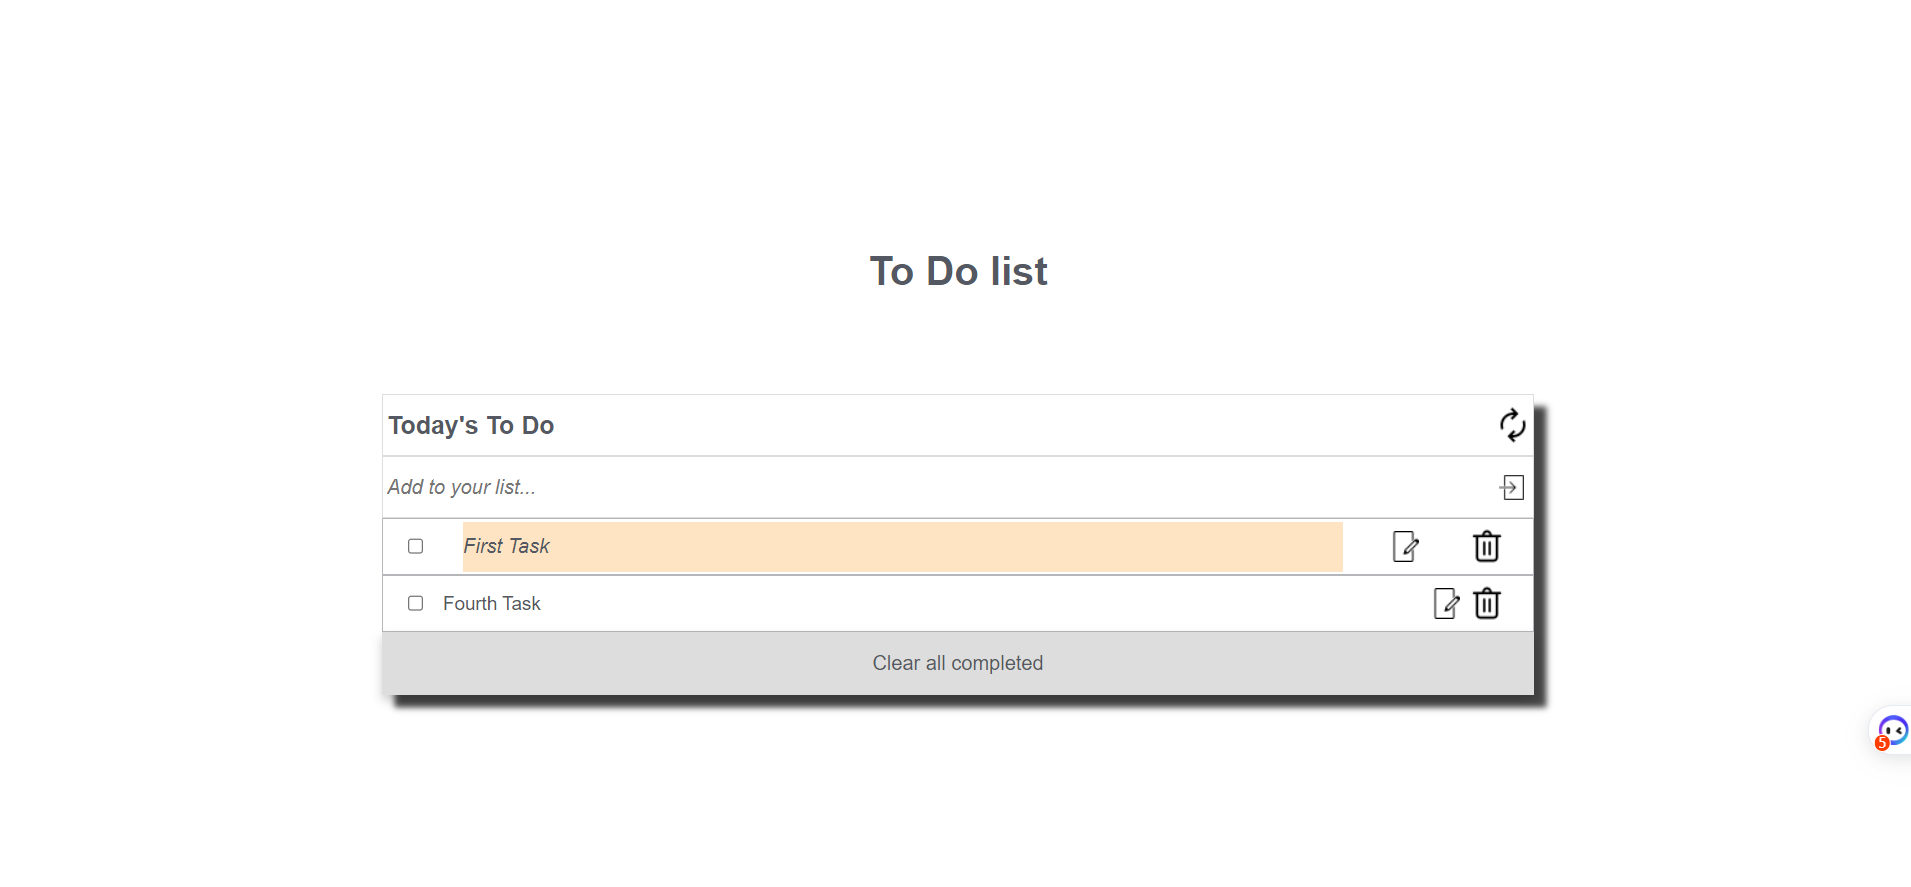 To Do list
Today's To Do
Add to your list...
First Task
Fourth Task
Clear all completed
5